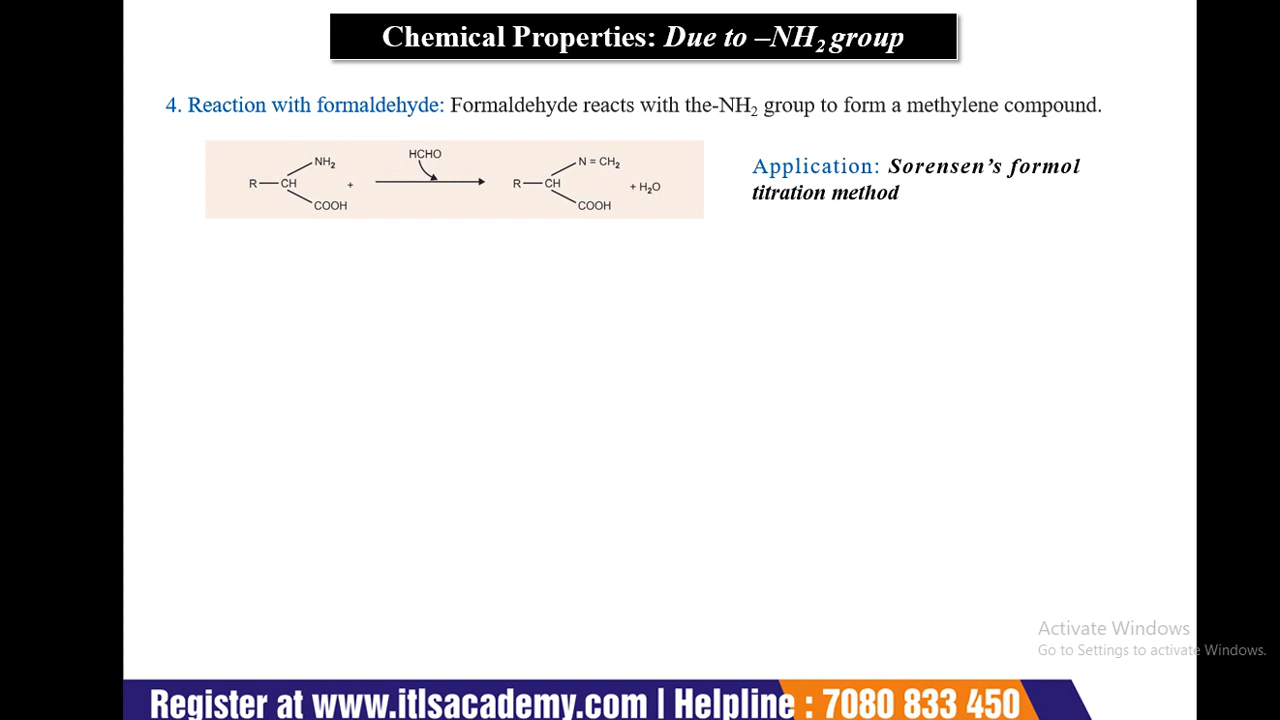 Chemical Properties: Due to –NH2 group
4. Reaction with formaldehyde: Formaldehyde reacts with the-NH2 group to form a methylene compound.
HCHO
NH2
R—CH
COOH
+
N = CH2
R—CH
COOH
+ H2O
Application: Sorensen’s formol
titration method
Activate Windows
Go to Settings to activate Windows.
Register at www.itlsacademy.com | Helpline : 7080 833 450